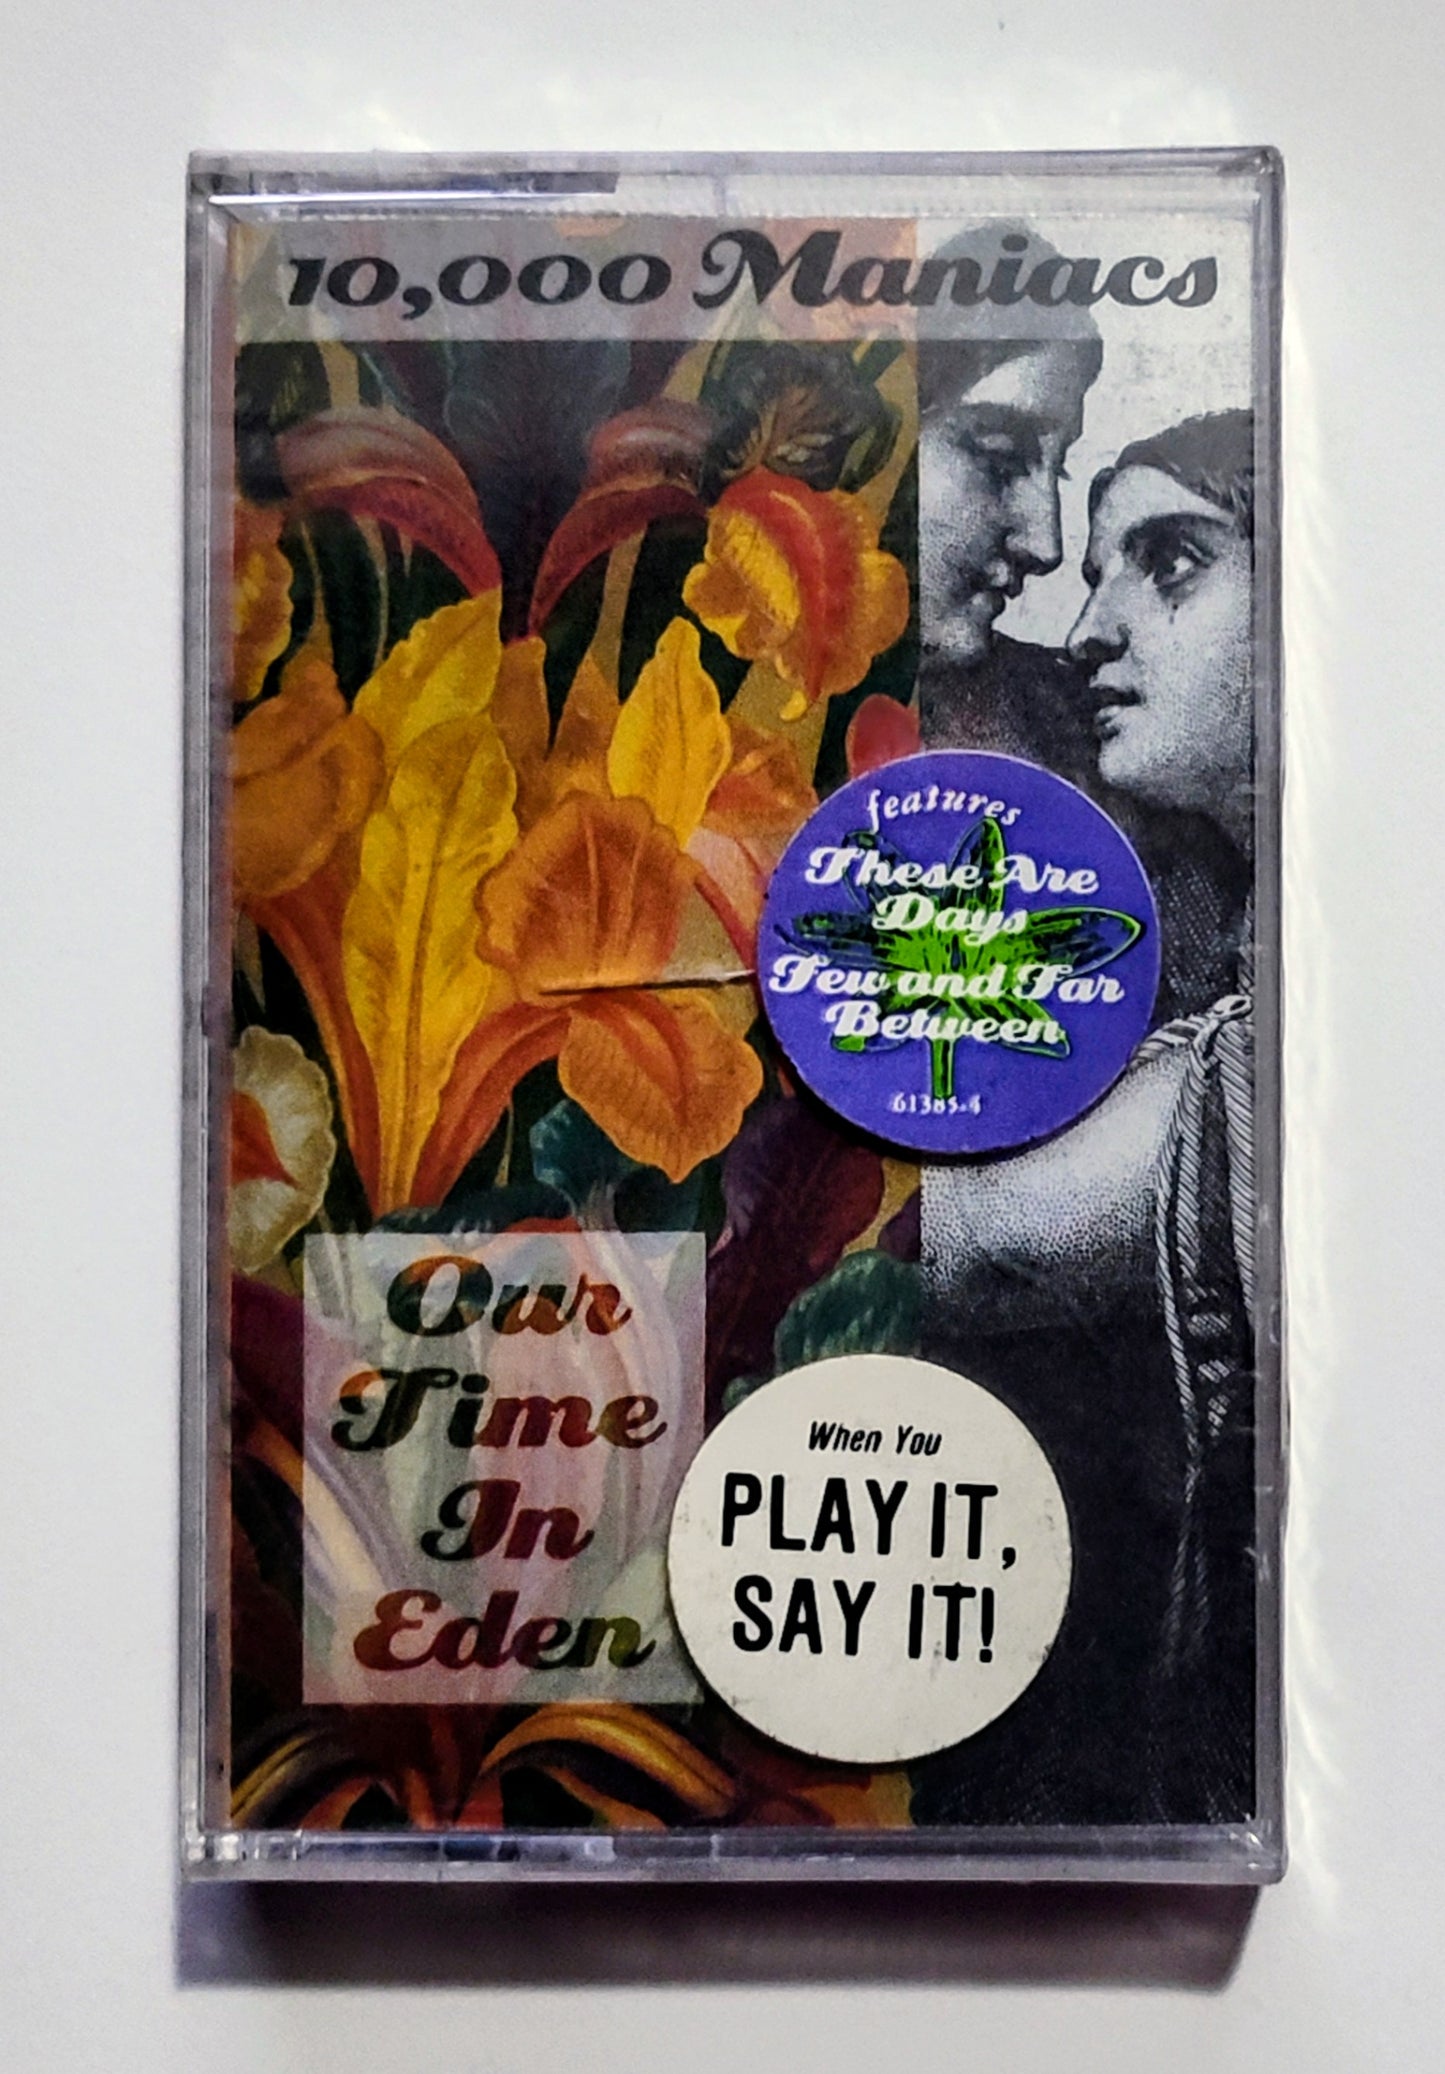 10,000 Maniacs
features
These Are
Days
Few and Far
Between
61385-4
Our
Time
In
Eden
When You
PLAY IT,
SAY IT!